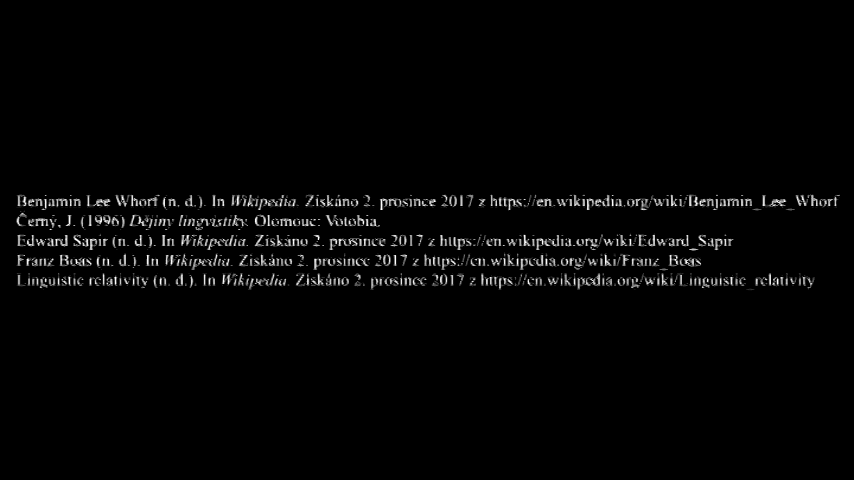 Benjamin Lee Whorf (n. d.). In Wikipedia. Získáno 2. prosince 2017 z https://en.wikipedia.org/wiki/Benjamin_Lee_Whorf
Černý, J. (1996) Dějiny lingvistiky. Olomouc: Votobia.
Edward Sapir (n. d.). In Wikipedia. Získáno 2. prosince 2017 z https://en.wikipedia.org/wiki/Edward_Sapir
Franz Boas (n. d.). In Wikipedia. Získáno 2. prosince 2017 z https://en.wikipedia.org/wiki/Franz_Boas
Linguistic relativity (n. d.). In Wikipedia. Získáno 2. prosince 2017 z https://en.wikipedia.org/wiki/Linguistic_relativity